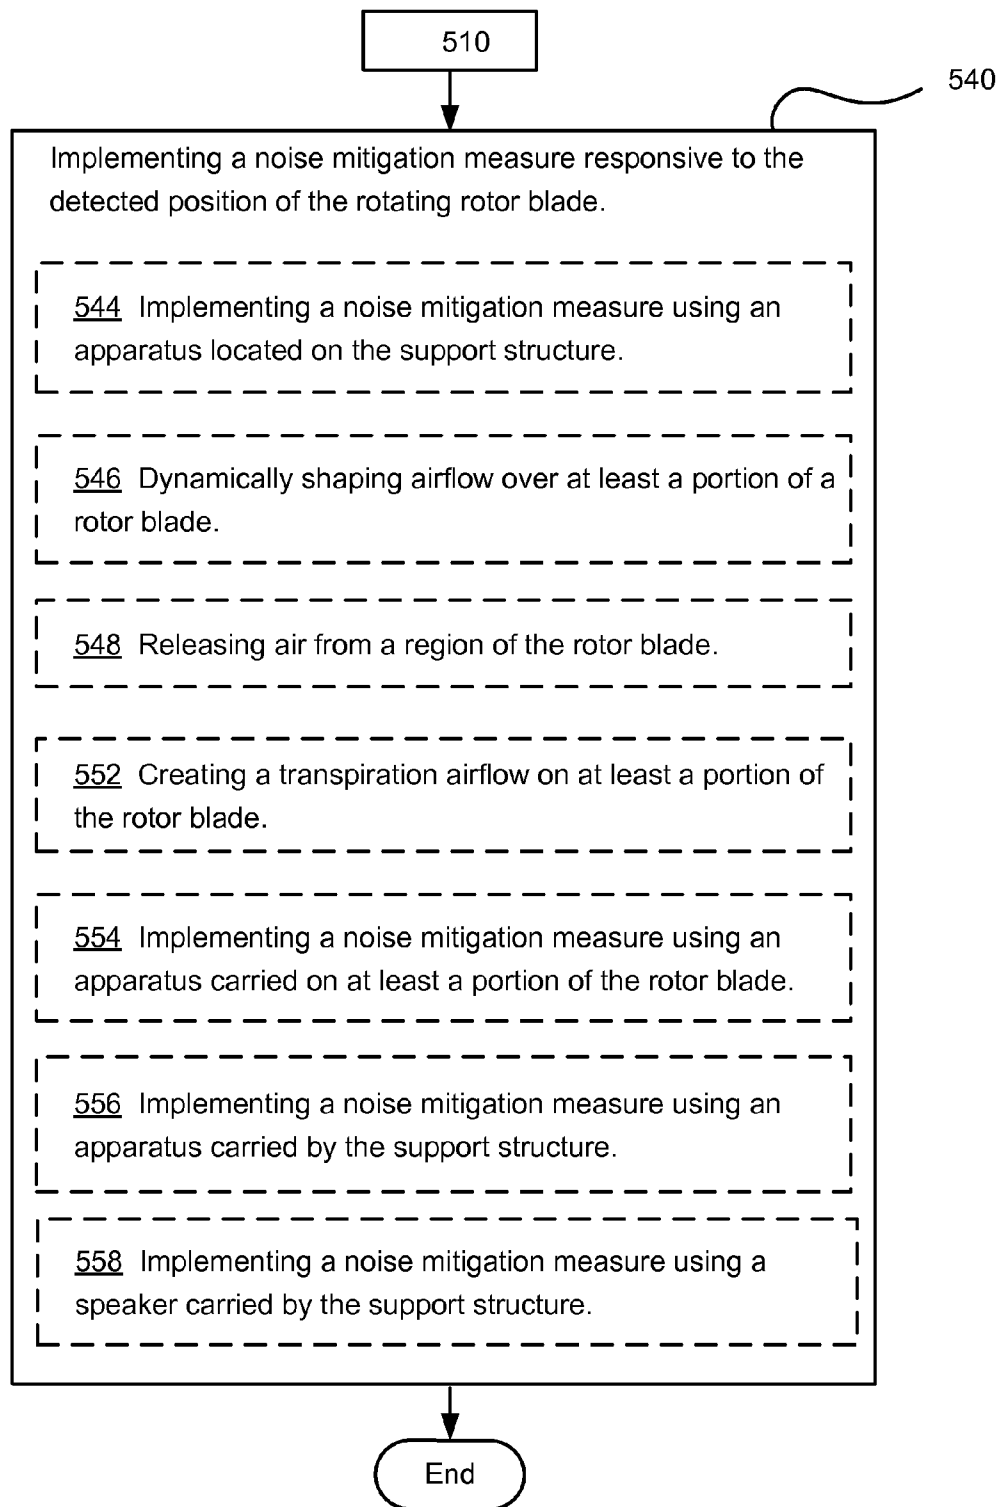 510
540
Implementing a noise mitigation measure responsive to the
detected position of the rotating rotor blade.
544 Implementing a noise mitigation measure using an
apparatus located on the support structure.
546 Dynamically shaping airflow over at least a portion of a
rotor blade.
548 Releasing air from a region of the rotor blade.
552 Creating a transpiration airflow on at least a portion of
the rotor blade.
554 Implementing a noise mitigation measure using an
apparatus carried on at least a portion of the rotor blade.
556 Implementing a noise mitigation measure using an
apparatus carried by the support structure.
558 Implementing a noise mitigation measure using a
speaker carried by the support structure.
End